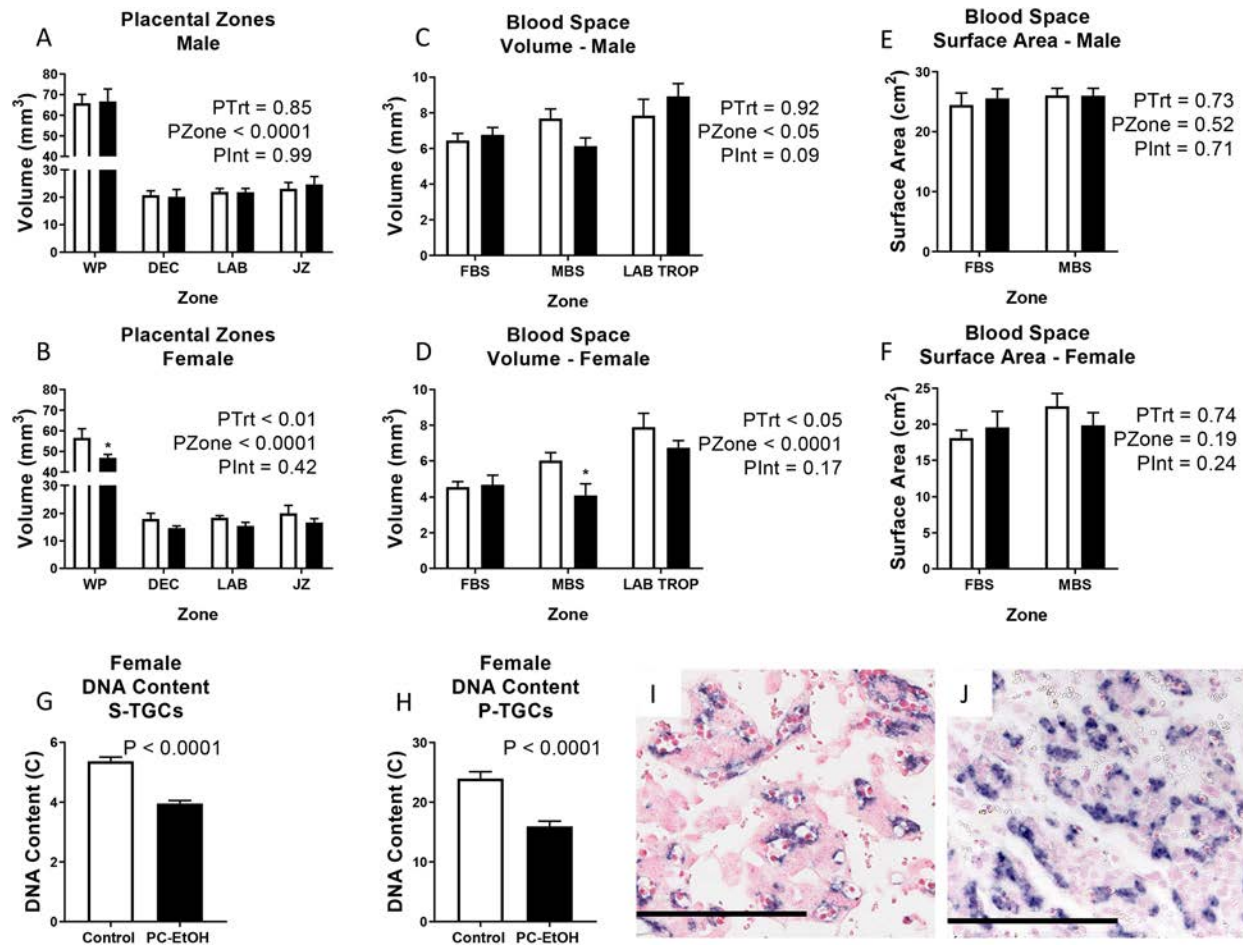 A
Placental Zones
Male
Volume (mm³)
80
70
60
50
40
30
20
10
0
PTrt = 0.85
PZone < 0.0001
PInt = 0.99
WP DEC LAB JZ
Zone
C
Blood Space
Volume - Male
Volume (mm³)
10
8
6
4
2
0
PTrt = 0.92
PZone < 0.05
PInt = 0.09
FBS MBS LAB TROP
Zone
E
Blood Space
Surface Area - Male
Surface Area (cm²)
30
20
10
0
PTrt = 0.73
PZone = 0.52
PInt = 0.71
FBS MBS
Zone
B
Placental Zones
Female
Volume (mm³)
80
70
60
50
40
30
20
10
0
*
PTrt < 0.01
PZone < 0.0001
PInt = 0.42
WP DEC LAB JZ
Zone
D
Blood Space
Volume - Female
Volume (mm³)
10
8
6
4
2
0
*
PTrt < 0.05
PZone < 0.0001
PInt = 0.17
FBS MBS LAB TROP
Zone
F
Blood Space
Surface Area - Female
Surface Area (cm²)
25
20
15
10
5
0
PTrt = 0.74
PZone = 0.19
PInt = 0.24
FBS MBS
Zone
G
Female
DNA Content
S-TGCs
DNA Content (C)
6
4
2
0
P < 0.0001
Control PC-EtOH
H
Female
DNA Content
P-TGCs
DNA Content (C)
30
20
10
0
P < 0.0001
Control PC-EtOH
I
J